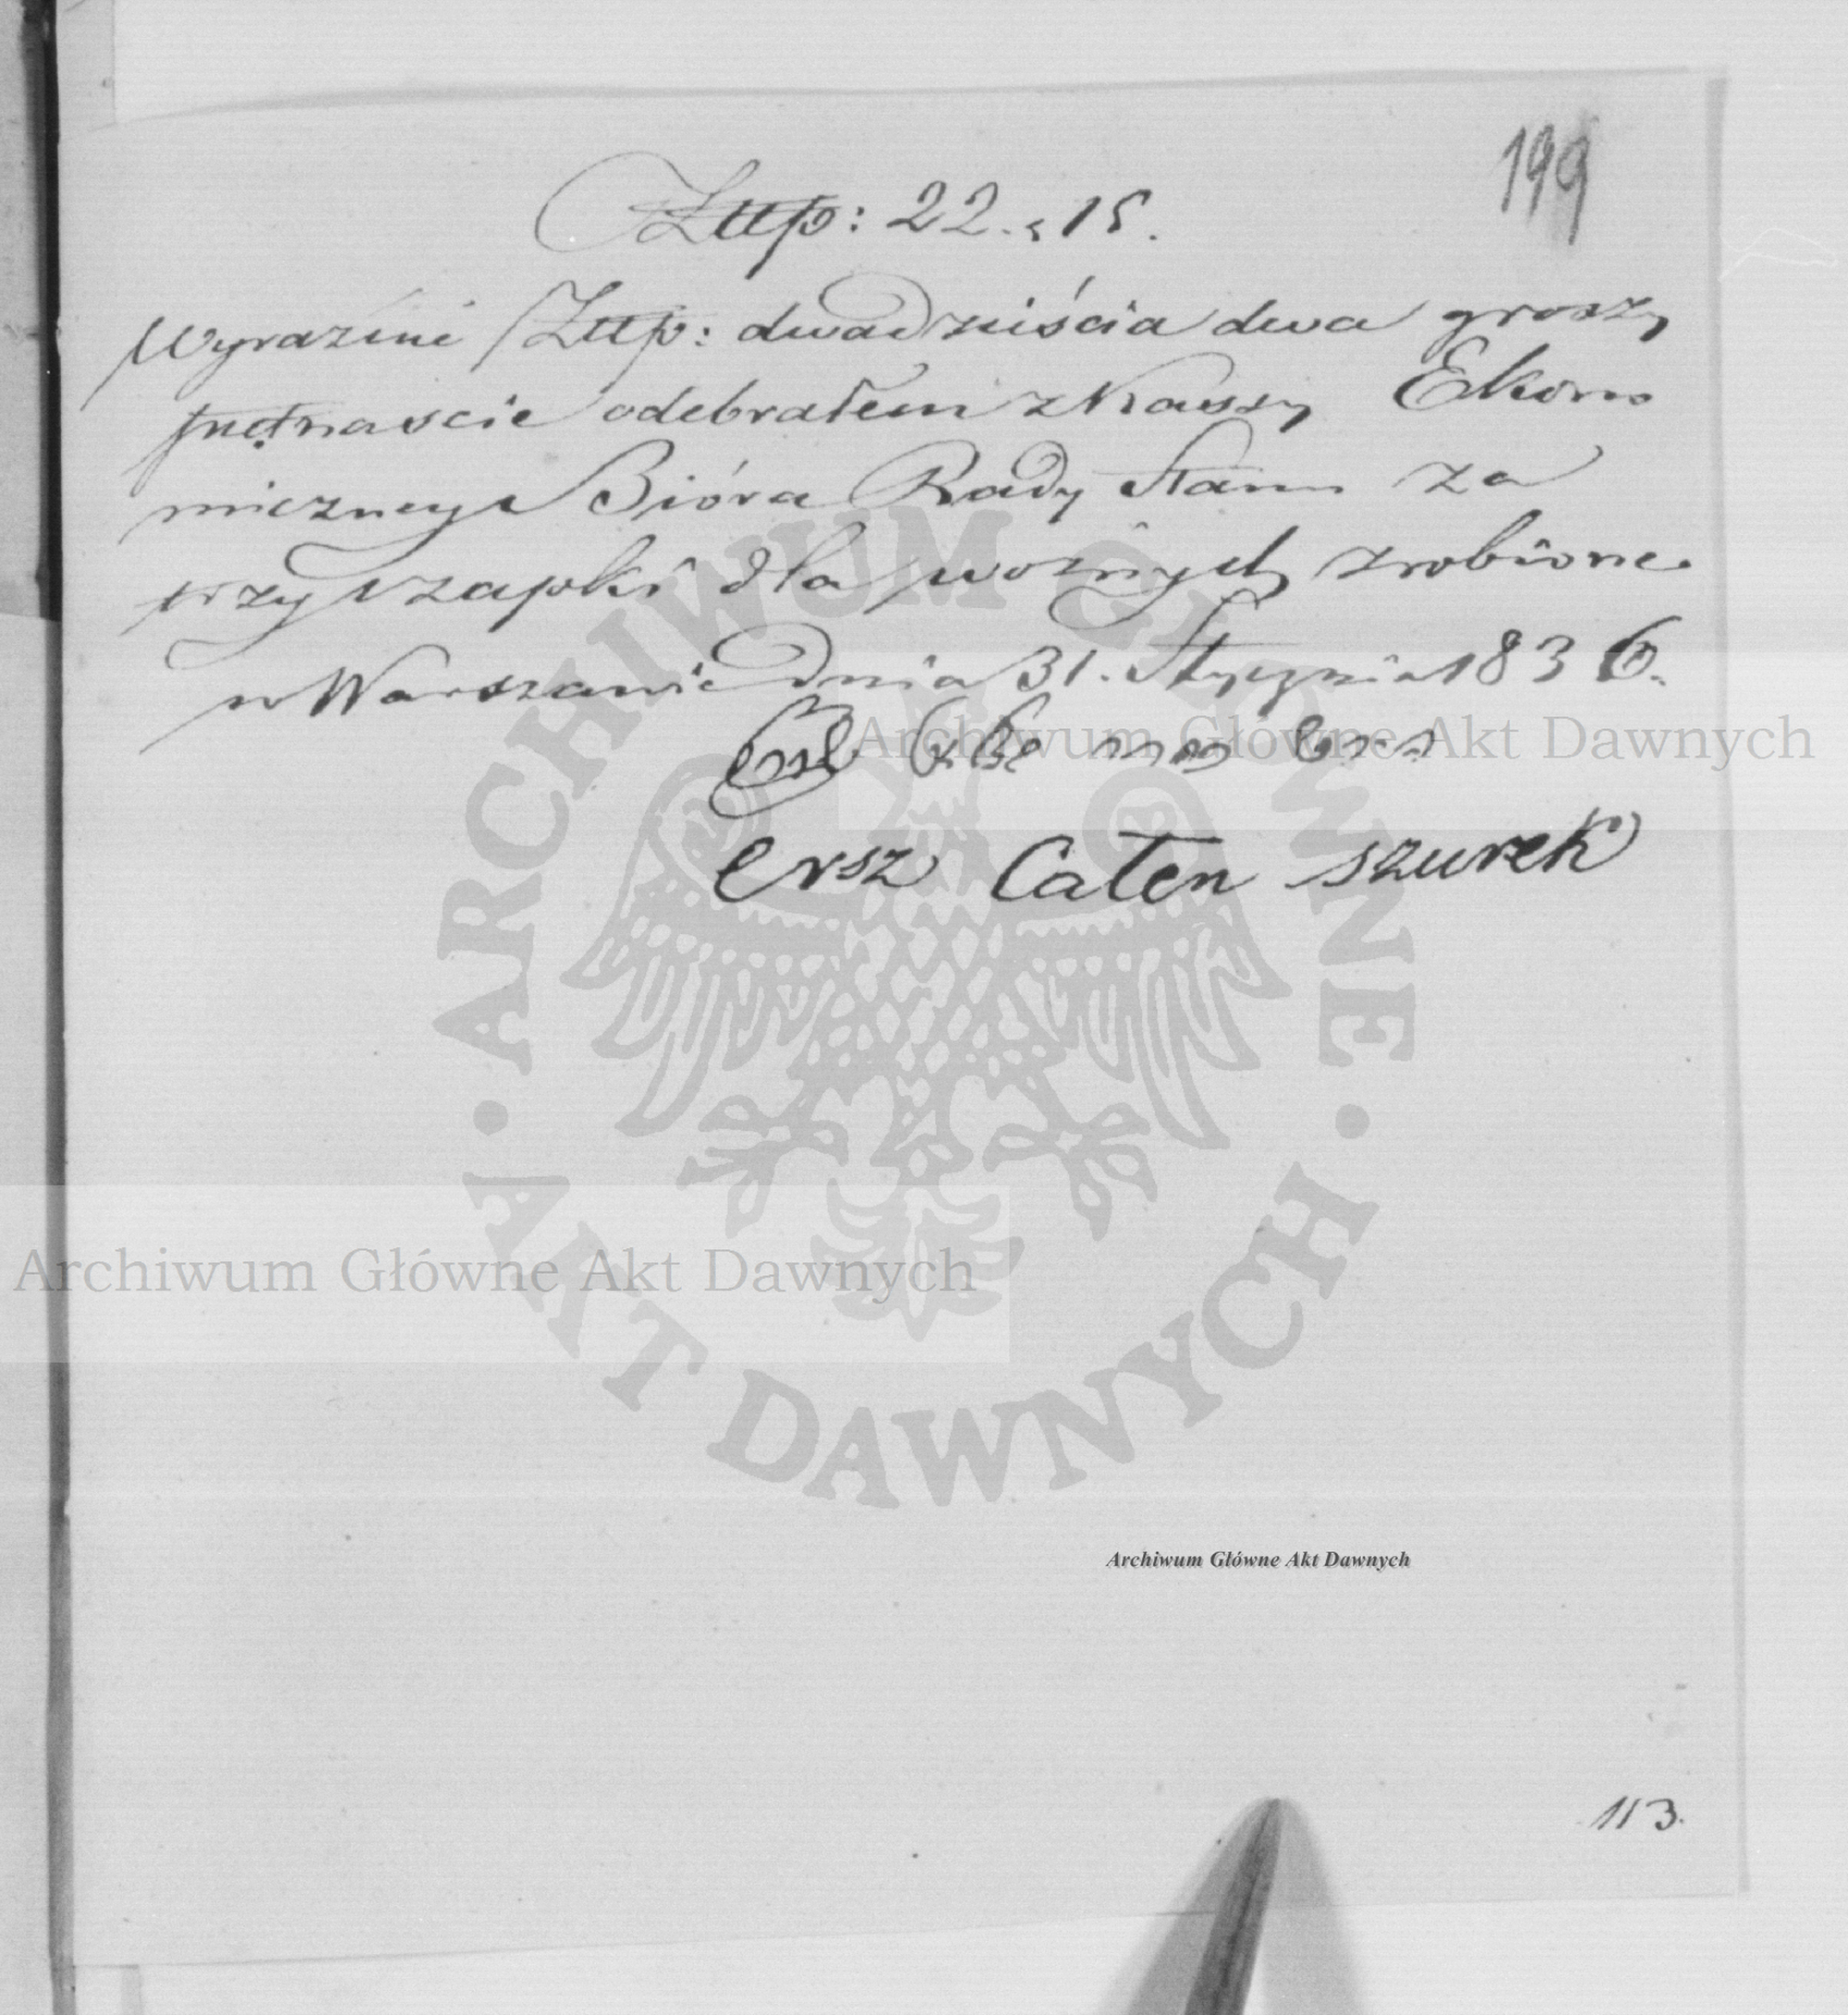 199
Złtp: 22. „ 15.
Wyraźnie Złtp: dwadzieścia dwa groszy
piętnaście odebrałem z Kassy Ekono
miczney Bióra Rady Stanu za
trzy czapki dla woźnych zrobione.
w Warszawie dnia 31. Stycznia 1836.
ersz Caten szurek
Archiwum Główne Akt Dawnych
ARCHIWUM GŁÓWNE
Archiwum Główne Akt Dawnych
AKT DAWNYCH
Archiwum Główne Akt Dawnych
113.